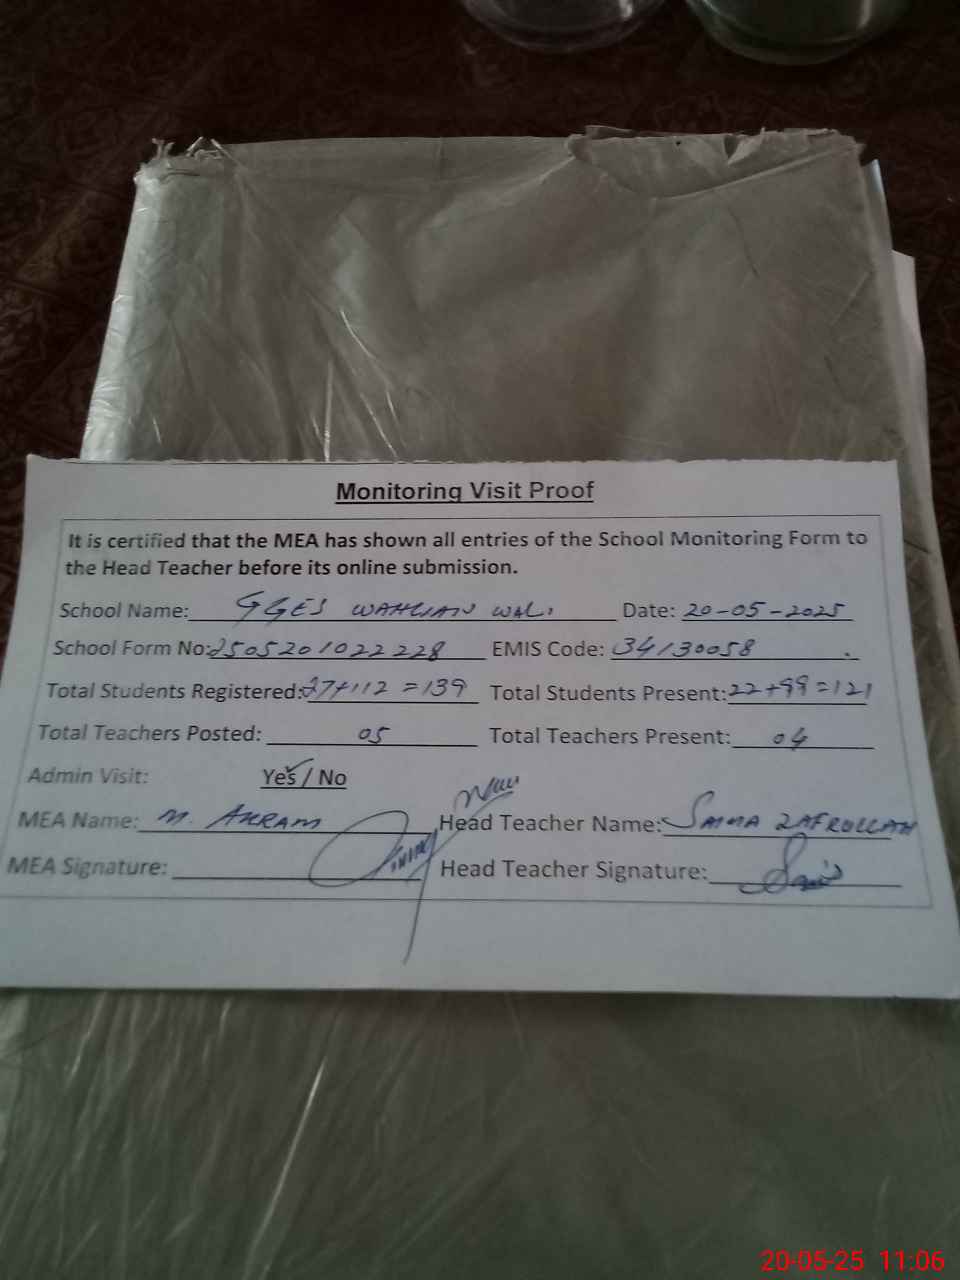 Monitoring Visit Proof
It is certified that the MEA has shown all entries of the School Monitoring Form to
the Head Teacher before its online submission.
School Name: GGES WAHLIAN WALI Date: 20-05-2025
School Form No: 2505201022228 EMIS Code: 34130058
Total Students Registered: 27+112 =139 Total Students Present: 22+99=121
Total Teachers Posted: 05 Total Teachers Present: 04
Admin Visit: Yes / No
MEA Name: M. AKRAM Head Teacher Name: SAIMA ZAFRULLAH
MEA Signature: Head Teacher Signature:
20-05-25 11:06